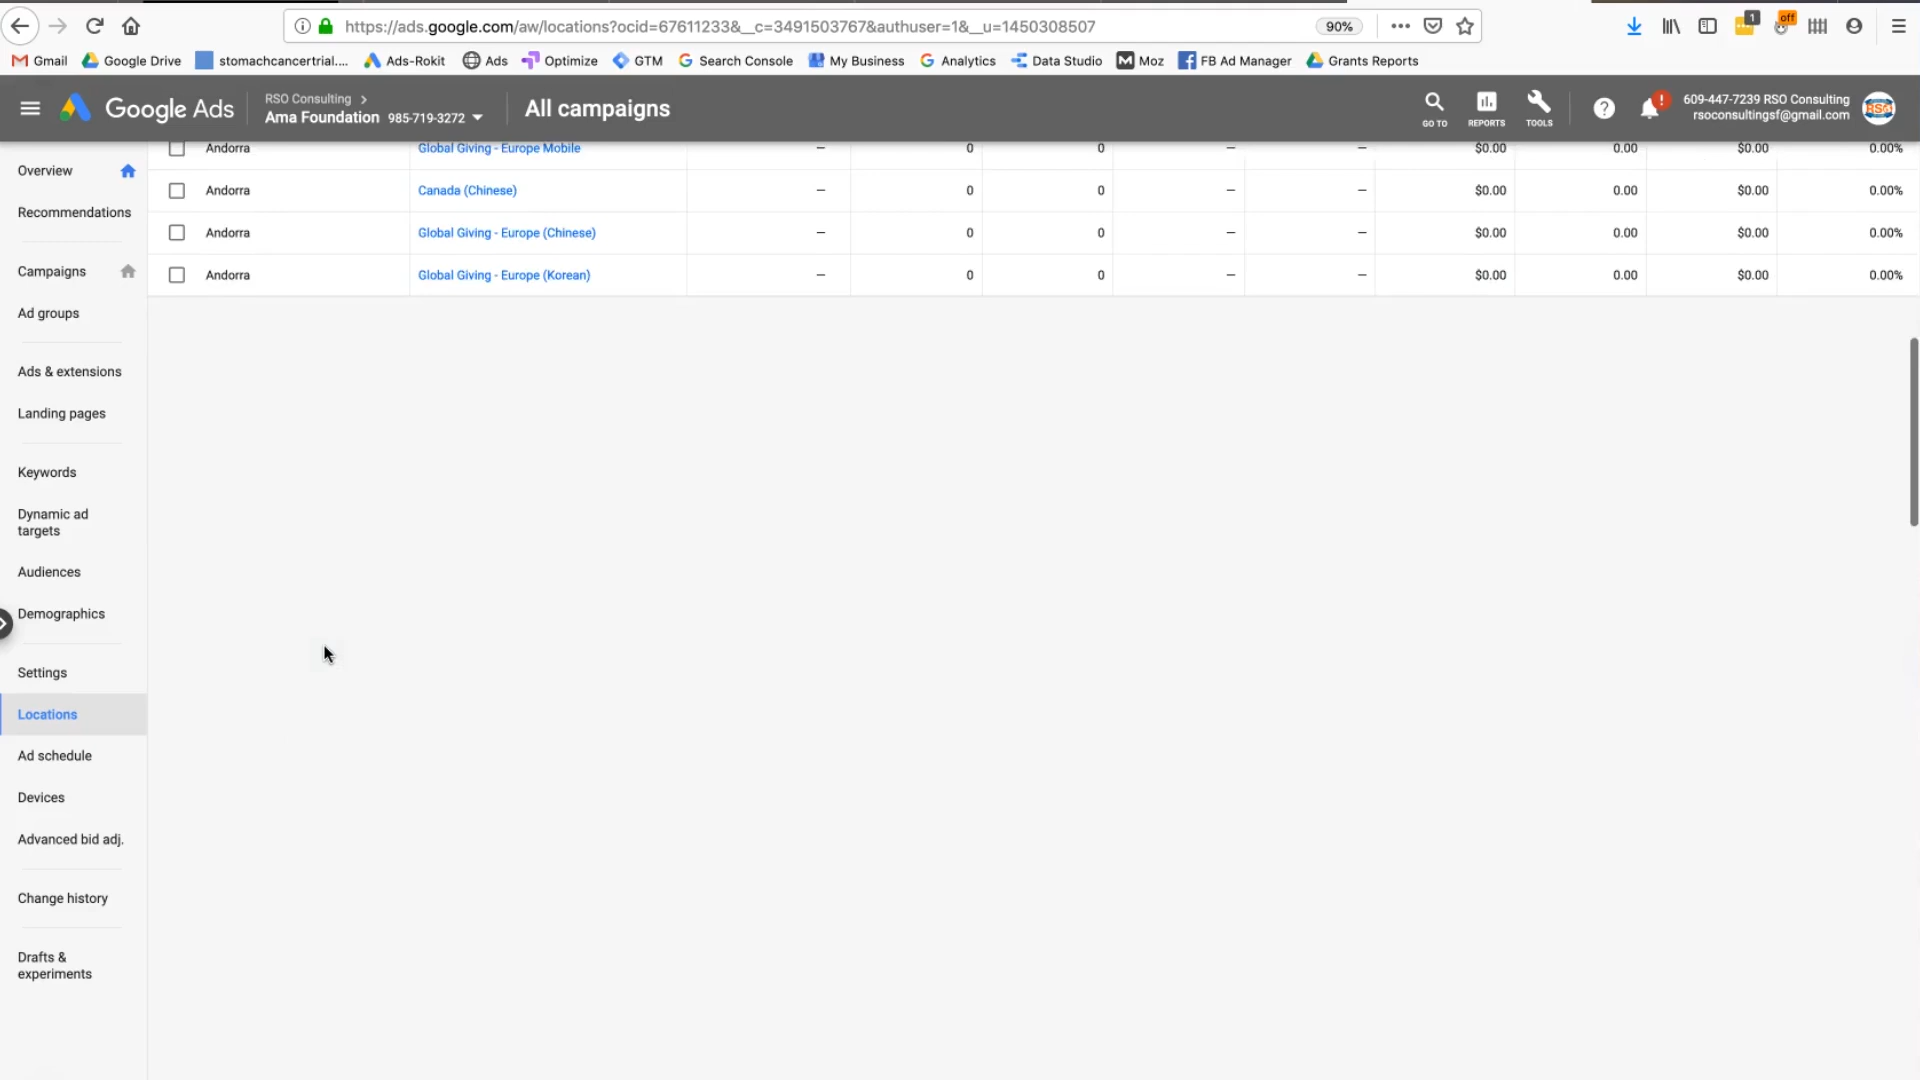 https://ads.google.com/aw/locations?ocid=67611233&__c=3491503767&authuser=1&__u=1450308507
90%
1
off
Gmail
Google Drive
stomachcancertrial....
Ads-Rokit
Ads
Optimize
GTM
Search Console
My Business
Analytics
Data Studio
Moz
FB Ad Manager
Grants Reports
Google Ads
RSO Consulting >
Ama Foundation 985-719-3272
All campaigns
GO TO
REPORTS
TOOLS
609-447-7239 RSO Consulting
rsoconsultingsf@gmail.com
RSO
Andorra Global Giving - Europe Mobile – 0 0 – – $0.00 0.00 $0.00 0.00%
Andorra Canada (Chinese) – 0 0 – – $0.00 0.00 $0.00 0.00%
Andorra Global Giving - Europe (Chinese) – 0 0 – – $0.00 0.00 $0.00 0.00%
Andorra Global Giving - Europe (Korean) – 0 0 – – $0.00 0.00 $0.00 0.00%
Overview
Recommendations
Campaigns
Ad groups
Ads & extensions
Landing pages
Keywords
Dynamic ad
targets
Audiences
Demographics
Settings
Locations
Ad schedule
Devices
Advanced bid adj.
Change history
Drafts &
experiments